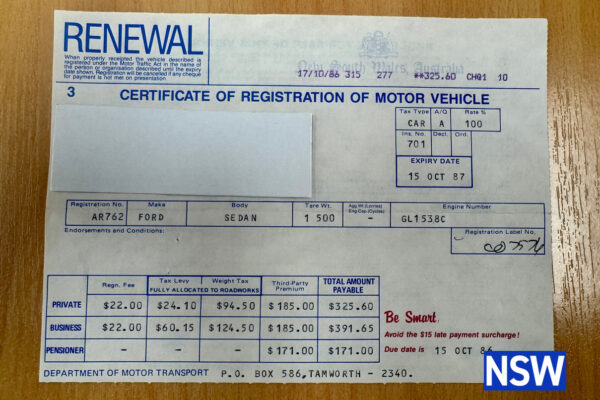 RENEWAL
When properly receipted the vehicle described is
registered under the Motor Traffic Act in the name of
the person or organisation described until the expiry
date shown. Registration will be cancelled if any cheque
for payment is not met on presentation.
New South Wales, Australia
17/10/86 315 277 **325.60 CHQ1 10
3 CERTIFICATE OF REGISTRATION OF MOTOR VEHICLE
Tax Type A/Q Rate %
CAR A 100
Ins. No. Decl. Ord.
701
EXPIRY DATE
15 OCT 87
Registration No. Make Body Tare Wt. Agg. Wt. (Lorries) Eng. Cap. (Cycles) Engine Number
AR762 FORD SEDAN 1 500 - GL1538C
Endorsements and Conditions: Registration Label No.
Regn. Fee Tax Levy Weight Tax Third-Party Premium TOTAL AMOUNT PAYABLE
FULLY ALLOCATED TO ROADWORKS
PRIVATE $22.00 $24.10 $94.50 $185.00 $325.60
BUSINESS $22.00 $60.15 $124.50 $185.00 $391.65
PENSIONER - - - $171.00 $171.00
Be Smart
Avoid the $15 late payment surcharge!
Due date is 15 OCT 86
DEPARTMENT OF MOTOR TRANSPORT P.O. BOX 586, TAMWORTH - 2340.
NSW